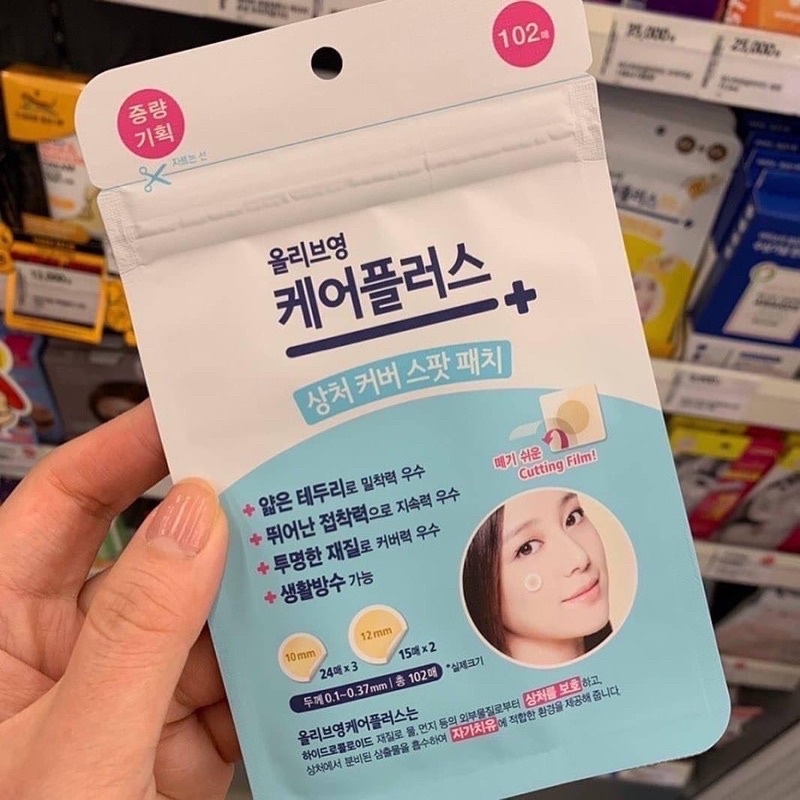 102매
증량
기획
자르는 선
올리브영
케어플러스
상처 커버 스팟 패치
떼기 쉬운
Cutting Film!
얇은 테두리로 밀착력 우수
뛰어난 접착력으로 지속력 우수
투명한 재질로 커버력 우수
생활방수 가능
10mm
24매 x 3
12mm
15매 x 2
*실제크기
두께 0.1~0.37mm | 총 102매
올리브영케어플러스는
하이드로콜로이드 재질로 물,먼지 등의 외부물질로부터 상처를 보호하고,
상처에서 분비된 삼출물을 흡수하여 자가치유에 적합한 환경을 제공해 줍니다.
39,000
25,000
13,000